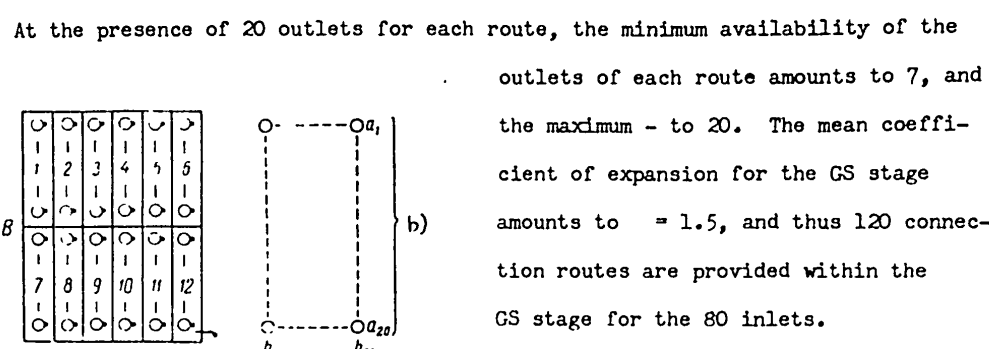 At the presence of 20 outlets for each route, the minimum availability of the
outlets of each route amounts to 7, and
the maximum - to 20. The mean coeffi-
cient of expansion for the GS stage
amounts to = 1.5, and thus 120 connec-
tion routes are provided within the
GS stage for the 80 inlets.
1 2 3 4 5 6
B
7 8 9 10 11 12
a1
b)
a20